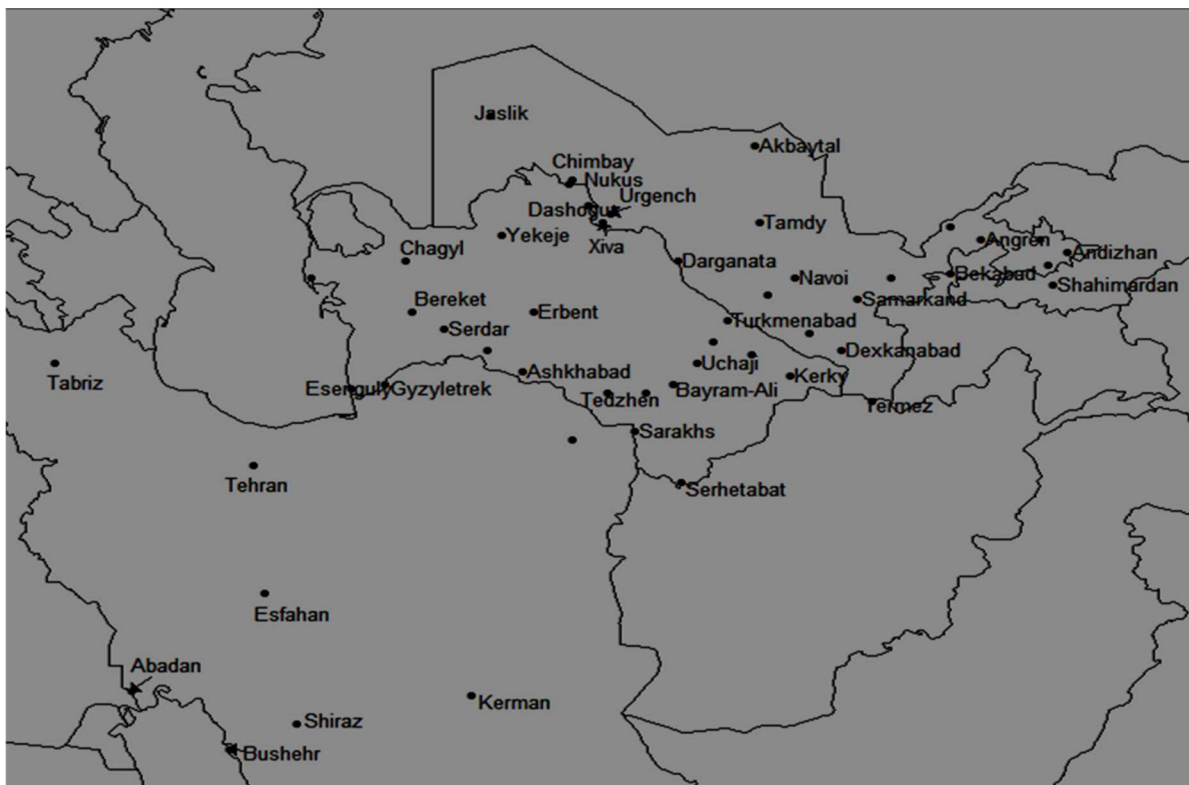 Jaslik
Akbaytal
Chimbay
Nukus
Urgench
Dashoguz
Tamdy
Yekeje
Xiva
Angren
Chagyl
Andizhan
Darganata
Bekabad
Navoi
Shahimardan
Bereket
Samarkand
Erbent
Turkmenabad
Serdar
Dexkanabad
Uchaji
Ashkhabad
Kerky
Tabriz
Esenguly
Gyzyletrek
Bayram-Ali
Tedzhen
Termez
Sarakhs
Tehran
Serhetabat
Esfahan
Abadan
Kerman
Shiraz
Bushehr